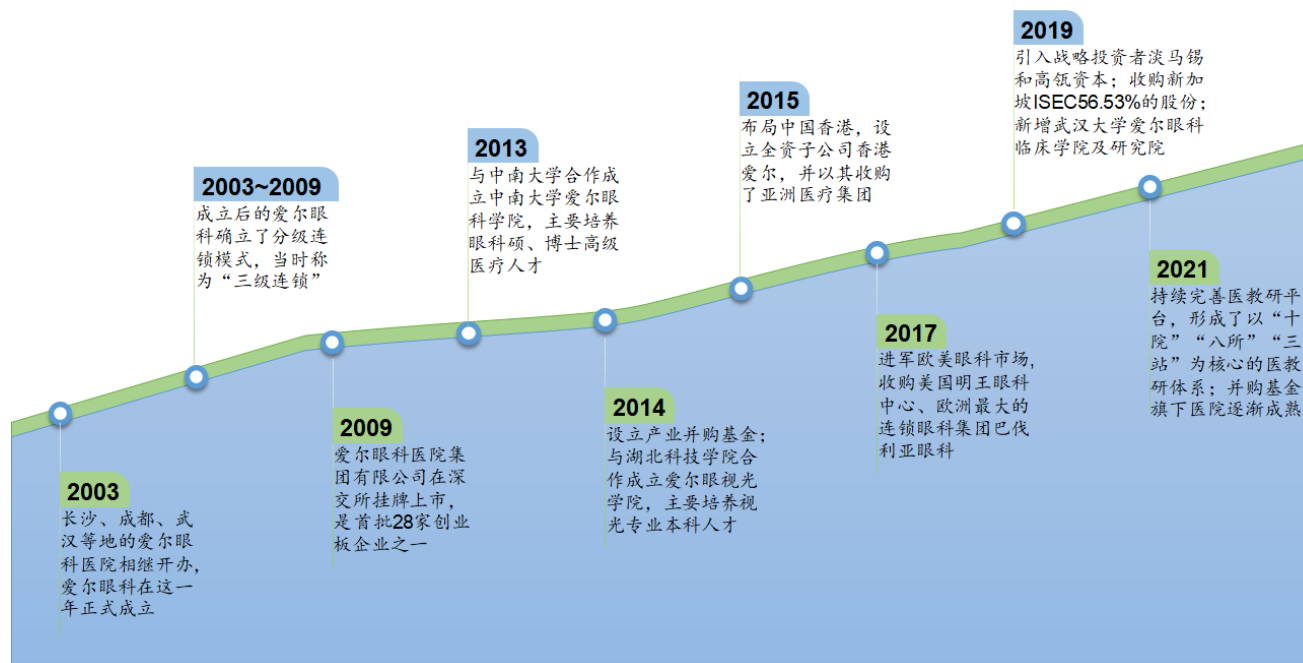 2003
长沙、成都、武
汉等地的爱尔眼
科医院相继开办,
爱尔眼科在这一
年正式成立
2003~2009
成立后的爱尔眼
科确立了分级连
锁模式，当时称
为“三级连锁”
2009
爱尔眼科医院集
团有限公司在深
交所挂牌上市，
是首批28家创业
板企业之一
2013
与中南大学合作成
立中南大学爱尔眼
科学院，主要培养
眼科硕、博士高级
医疗人才
2014
设立产业并购基金；
与湖北科技学院合
作成立爱尔眼视光
学院，主要培养视
光专业本科人才
2015
布局中国香港，设
立全资子公司香港
爱尔，并以其收购
了亚洲医疗集团
2017
进军欧美眼科市场，
收购美国明王眼科
中心、欧洲最大的
连锁眼科集团巴伐
利亚眼科
2019
引入战略投资者淡马锡
和高瓴资本；收购新加
坡ISEC56.53%的股份；
新增武汉大学爱尔眼科
临床学院及研究院
2021
持续完善医教研平
台，形成了以“十
院”“八所”“三
站”为核心的医教
研体系；并购基金
旗下医院逐渐成熟